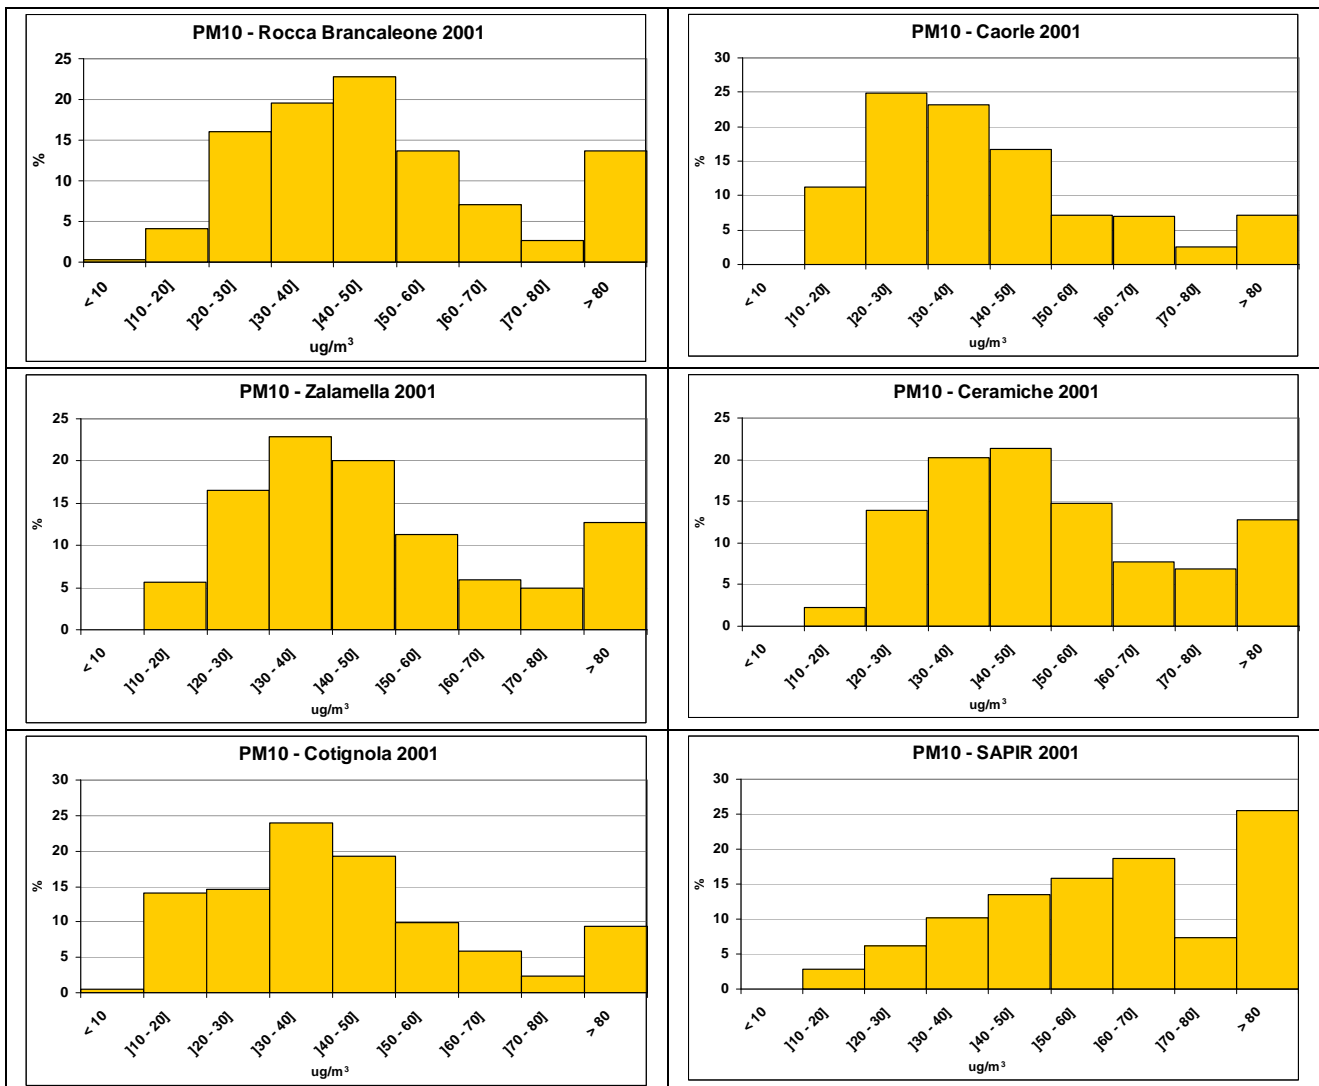 PM10 - Rocca Brancaleone 2001
25
20
15
10
5
0
%
< 10
]10 - 20]
]20 - 30]
]30 - 40]
]40 - 50]
]50 - 60]
]60 - 70]
]70 - 80]
> 80
ug/m³
PM10 - Caorle 2001
30
25
20
15
10
5
0
%
< 10
]10 - 20]
]20 - 30]
]30 - 40]
]40 - 50]
]50 - 60]
]60 - 70]
]70 - 80]
> 80
ug/m³
PM10 - Zalamella 2001
25
20
15
10
5
0
%
< 10
]10 - 20]
]20 - 30]
]30 - 40]
]40 - 50]
]50 - 60]
]60 - 70]
]70 - 80]
> 80
ug/m³
PM10 - Ceramiche 2001
25
20
15
10
5
0
%
< 10
]10 - 20]
]20 - 30]
]30 - 40]
]40 - 50]
]50 - 60]
]60 - 70]
]70 - 80]
> 80
ug/m³
PM10 - Cotignola 2001
30
25
20
15
10
5
0
%
< 10
]10 - 20]
]20 - 30]
]30 - 40]
]40 - 50]
]50 - 60]
]60 - 70]
]70 - 80]
> 80
ug/m³
PM10 - SAPIR 2001
30
25
20
15
10
5
0
%
< 10
]10 - 20]
]20 - 30]
]30 - 40]
]40 - 50]
]50 - 60]
]60 - 70]
]70 - 80]
> 80
ug/m³